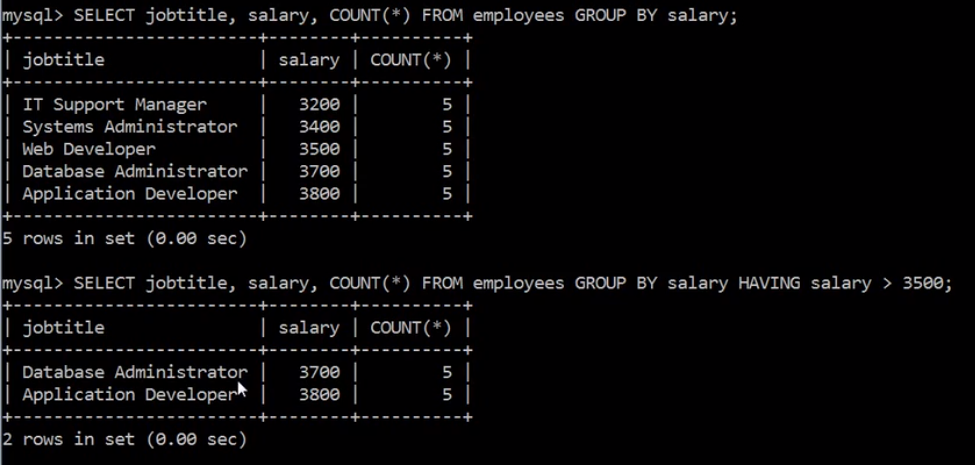 mysql> SELECT jobtitle, salary, COUNT(*) FROM employees GROUP BY salary;
+-----------------------+--------+----------+
| jobtitle               | salary | COUNT(*) |
+-----------------------+--------+----------+
| IT Support Manager     |   3200 |        5 |
| Systems Administrator  |   3400 |        5 |
| Web Developer          |   3500 |        5 |
| Database Administrator |   3700 |        5 |
| Application Developer  |   3800 |        5 |
+-----------------------+--------+----------+
5 rows in set (0.00 sec)
mysql> SELECT jobtitle, salary, COUNT(*) FROM employees GROUP BY salary HAVING salary > 3500;
+-----------------------+--------+----------+
| jobtitle               | salary | COUNT(*) |
+-----------------------+--------+----------+
| Database Administrator |   3700 |        5 |
| Application Developer  |   3800 |        5 |
+-----------------------+--------+----------+
2 rows in set (0.00 sec)